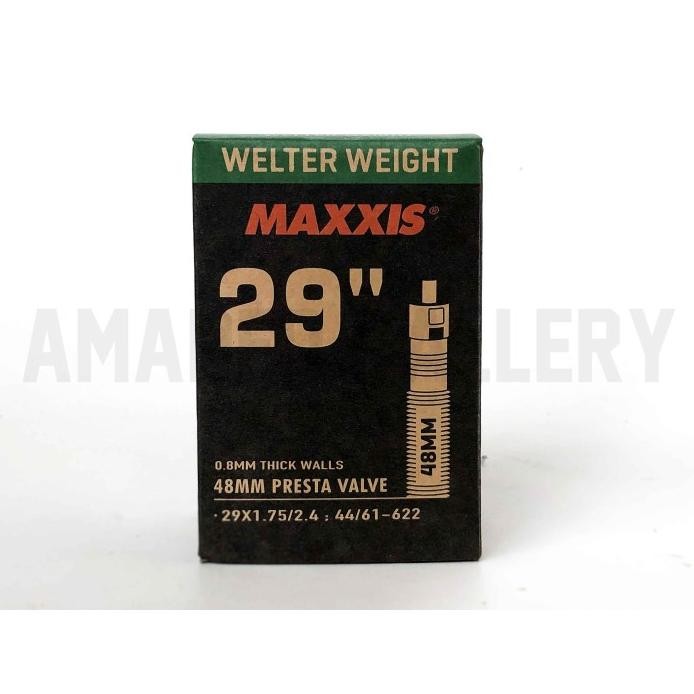 WELTER WEIGHT
MAXXIS®
29"
48MM
0.8MM THICK WALLS
48MM PRESTA VALVE
·29X1.75/2.4 : 44/61-622